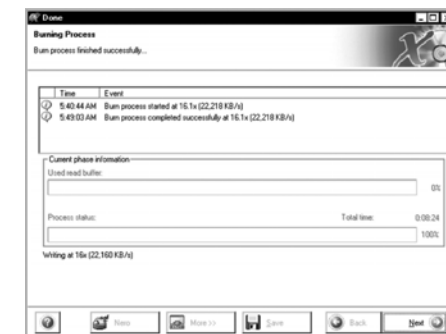 Done
Burning Process
Burn process finished successfully...
Time Event
5:40:44 AM Burn process started at 16.1x (22,218 KB/s)
5:49:03 AM Burn process completed successfully at 16.1x (22,218 KB/s)
Current phase information
Used read buffer:
0%
Process status: Total time: 0:08:24
100%
Writing at 16x (22,160 KB/s)
Nero More >> Save Back Next